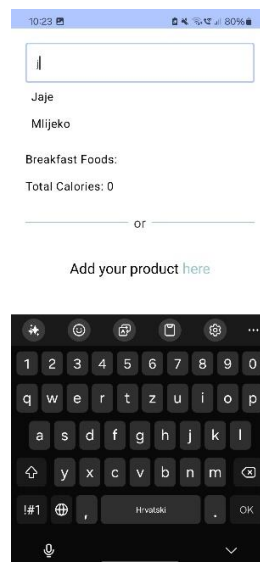 10:23 80%
j
Jaje
Mlijeko
Breakfast Foods:
Total Calories: 0
or
Add your product here
1 2 3 4 5 6 7 8 9 0
q w e r t z u i o p
a s d f g h j k l
y x c v b n m
!#1 , Hrvatski . OK